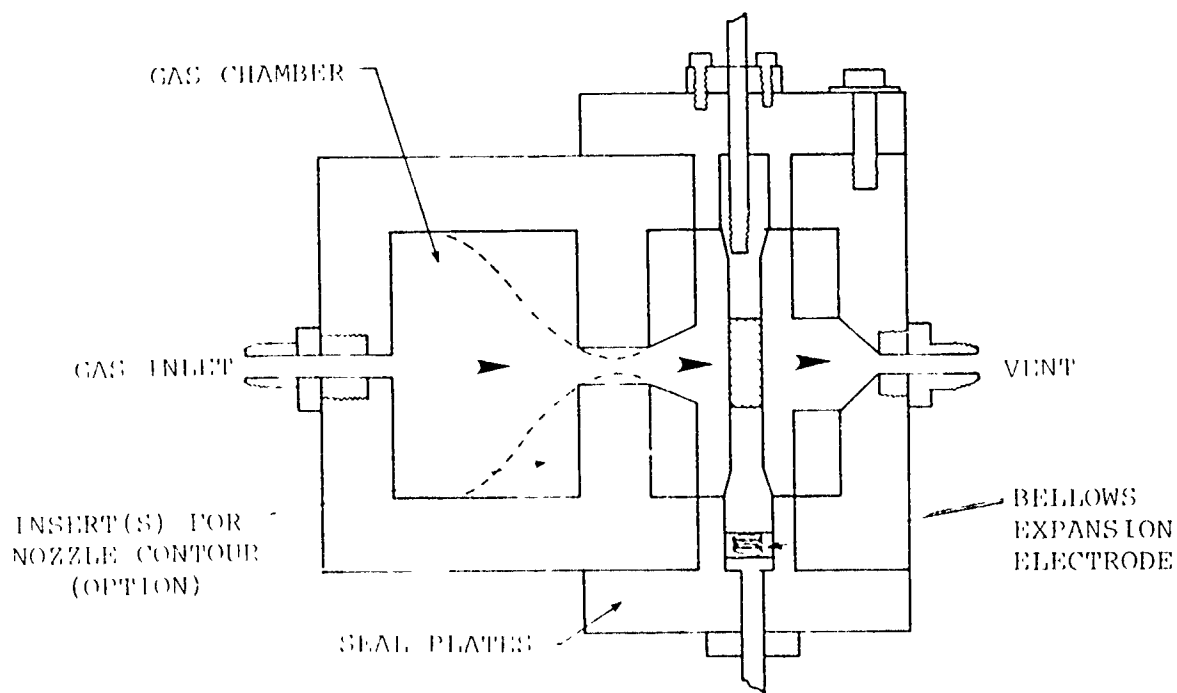 GAS CHAMBER
GAS INLET
VENT
INSERT(S) FOR
NOZZLE CONTOUR
(OPTION)
BELLOWS
EXPANSION
ELECTRODE
SEAL PLATES